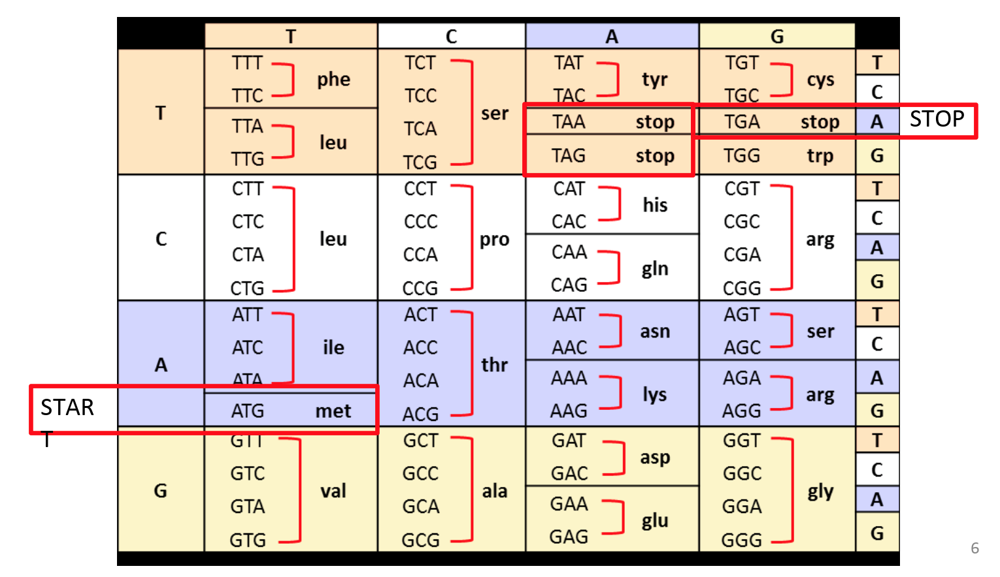 T C A G
TTT TCT TAT TGT T
phe tyr cys
TTC TCC TAC TGC C
T ser
TTA TCA TAA stop TGA stop A STOP
leu
TTG TCG TAG stop TGG trp G
CTT CCT CAT CGT T
his
CTC CCC CAC CGC C
C leu pro arg
CTA CCA CAA CGA A
gln
CTG CCG CAG CGG G
ATT ACT AAT AGT T
ile asn ser
ATC ACC AAC AGC C
A thr
ATA ACA AAA AGA A
lys arg
STAR ATG met ACG AAG AGG G
T
GTT GCT GAT GGT T
asp
GTC GCC GAC GGC C
G val ala gly
GTA GCA GAA GGA A
glu
GTG GCG GAG GGG G
6